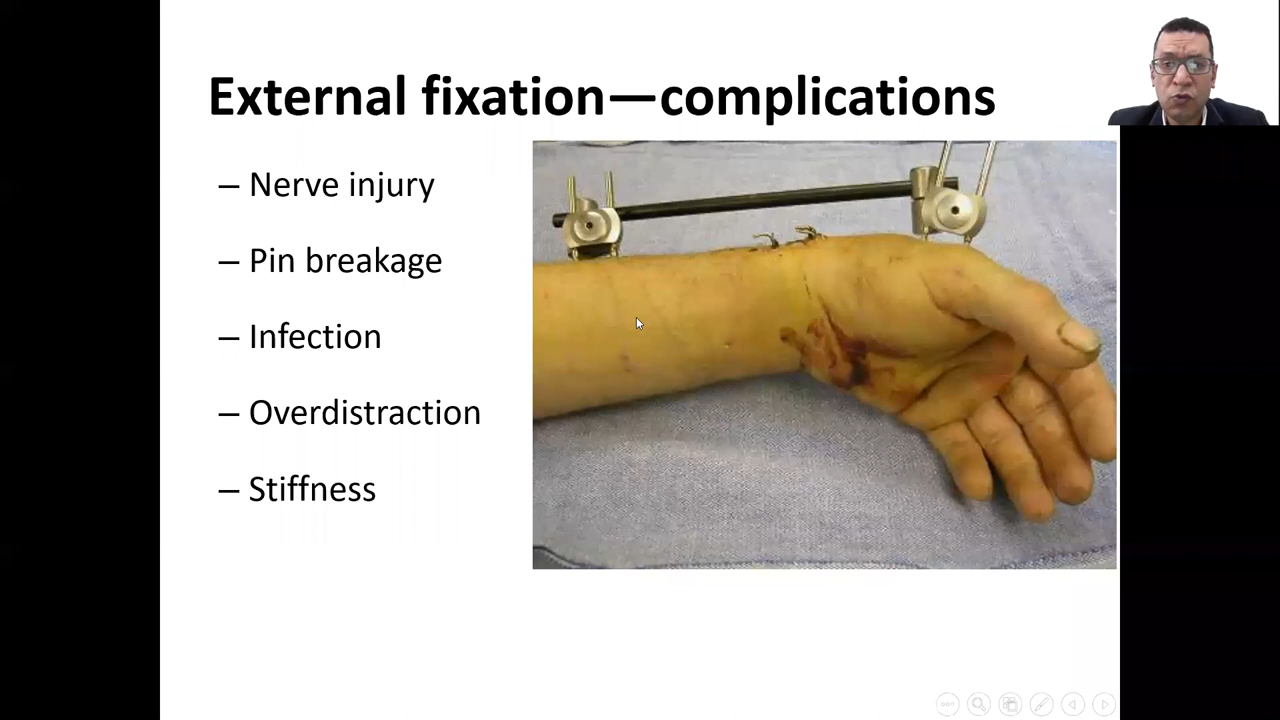 External fixation—complications
– Nerve injury
– Pin breakage
– Infection
– Overdistraction
– Stiffness